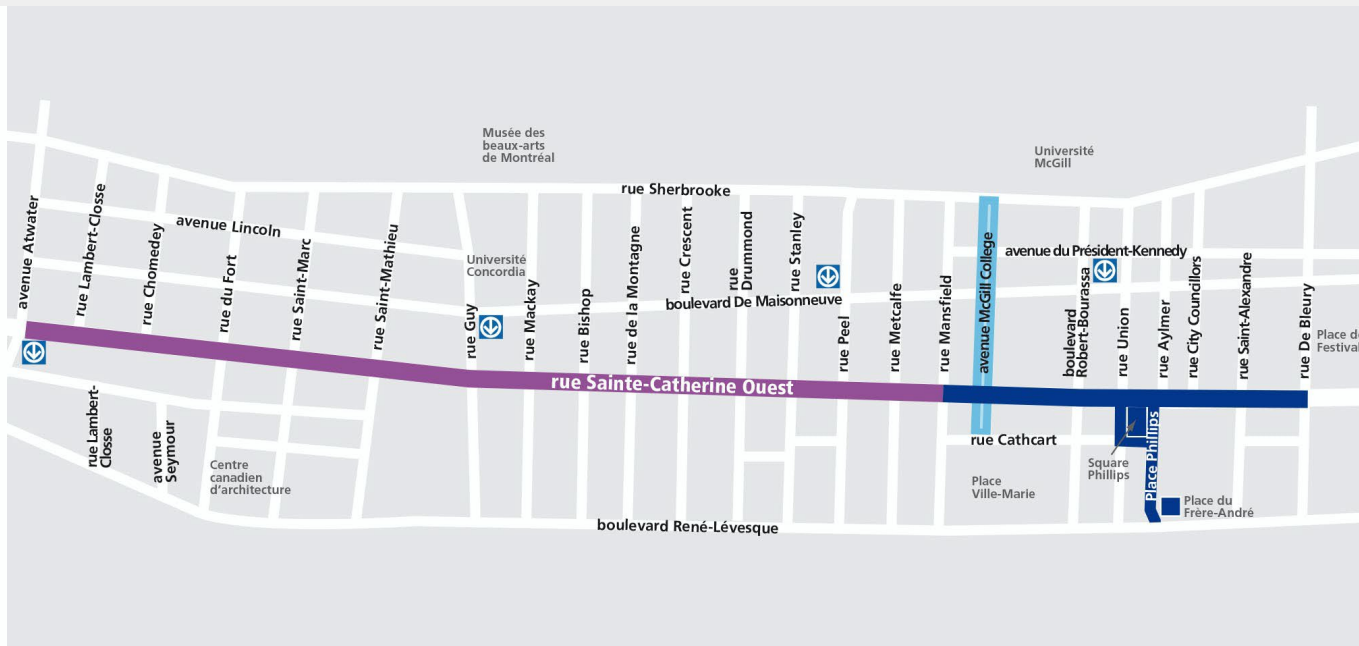 Musée des
beaux-arts
de Montréal
Université
McGill
rue Sherbrooke
avenue Atwater
rue Lambert-Closse
rue Chomedey
avenue Lincoln
rue du Fort
rue Saint-Marc
rue Saint-Mathieu
Université
Concordia
rue Guy
rue Mackay
rue Bishop
rue de la Montagne
rue Crescent
rue
Drummond
rue Stanley
boulevard De Maisonneuve
rue Peel
rue Metcalfe
rue Mansfield
avenue McGill College
avenue du Président-Kennedy
boulevard
Robert-Bourassa
rue Union
rue Aylmer
rue City Councillors
rue Saint-Alexandre
rue De Bleury
Place de
Festival
rue Sainte-Catherine Ouest
rue Lambert-
Closse
avenue
Seymour
Centre
canadien
d'architecture
rue Cathcart
Place
Ville-Marie
Square
Phillips
Place Phillips
Place du
Frère-André
boulevard René-Lévesque